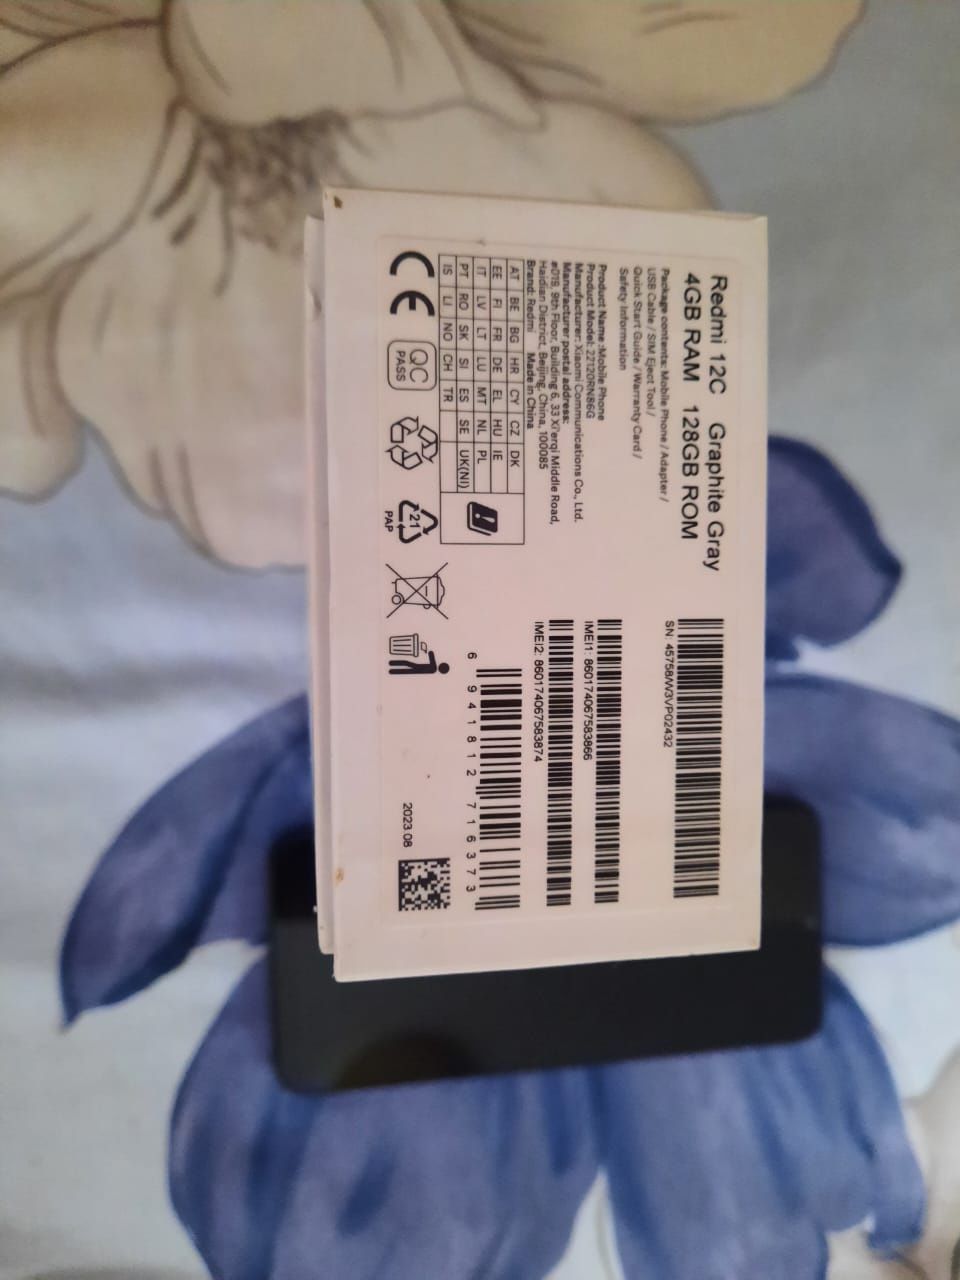 Redmi 12C Graphite Gray
4GB RAM 128GB ROM
Package contents: Mobile Phone / Adapter /
USB Cable / SIM Eject Tool /
Quick Start Guide / Warranty Card /
Safety Information
Product Name :Mobile Phone
Product Model: 22120RN86G
Manufacturer: Xiaomi Communications Co., Ltd.
Manufacturer postal address:
#019, 9th Floor, Building 6, 33 Xi'erqi Middle Road,
Haidian District, Beijing, China, 100085
Brand: Redmi Made in China
AT BE BG HR CY CZ DK
EE FI FR DE EL HU IE
IT LV LT LU MT NL PL
PT RO SK SI ES SE UK(NI)
IS LI NO CH TR
CE
QC
PASS
21
PAP
SN: 45758/W3VP02432
IMEI1: 860174067583866
IMEI2: 860174067583874
6 941812 716373
2023 08